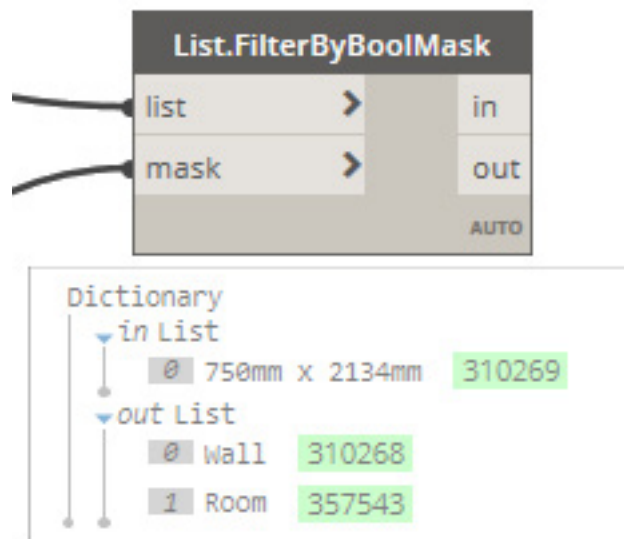 List.FilterByBoolMask
list > in
mask > out
AUTO
Dictionary
in List
0 750mm x 2134mm 310269
out List
0 Wall 310268
1 Room 357543